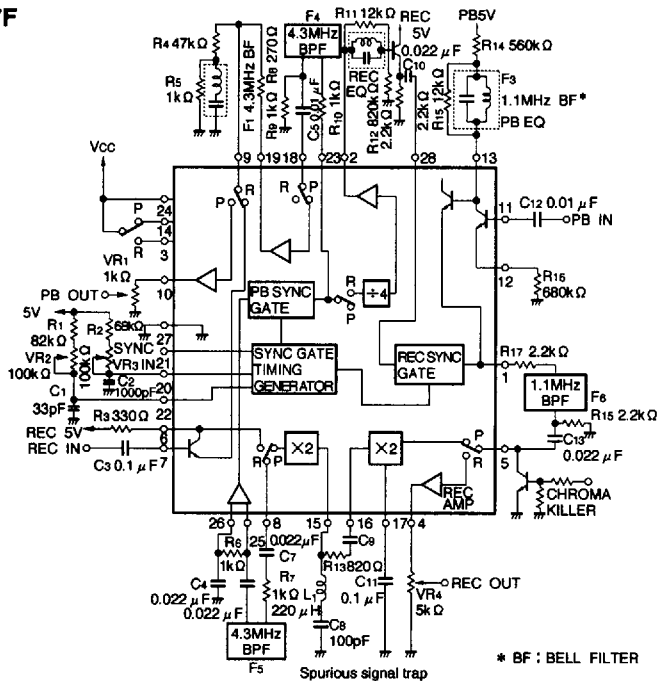 7F
R4 47kΩ
R5
1kΩ
F1 4.3MHz BF
R8 270Ω
R9 1kΩ
F4
4.3MHz
BPF
C5 0.01μF
R10 1kΩ
R11 12kΩ
REC
EQ
R12 820kΩ
2.2kΩ
REC
5V
0.022μF
C10
2.2kΩ
PB5V
R14 560kΩ
R15 12kΩ
F3
1.1MHz BF*
PB EQ
9
19
18
23
2
28
13
Vcc
24
P
14
R
3
R
P
R
P
11
C12 0.01μF
PB IN
12
R16
680kΩ
VR1
1kΩ
10
PB OUT
5V
R1
82kΩ
R2
68kΩ
27
VR2
100kΩ
100kΩ
SYNC
VR3 IN
21
C1
33pF
C2
1000pF
20
22
PB SYNC
GATE
R
P
÷4
SYNC GATE
TIMING
GENERATOR
REC SYNC
GATE
R17 2.2kΩ
1
1.1MHz
BPF
F6
R15 2.2kΩ
C13
0.022μF
R3 330Ω
REC 5V
6
REC IN
7
C3 0.1μF
R
P
×2
×2
P
R
5
REC
AMP
CHROMA
KILLER
26
6
25
8
15
16
17
4
R6
1kΩ
C4
0.022μF
0.022μF
0.022μF
C7
R7
1kΩ
4.3MHz
BPF
F5
L1
220μH
C8
100pF
R13 820Ω
C9
C11
0.1μF
VR4
5kΩ
REC OUT
Spurious signal trap
* BF : BELL FILTER